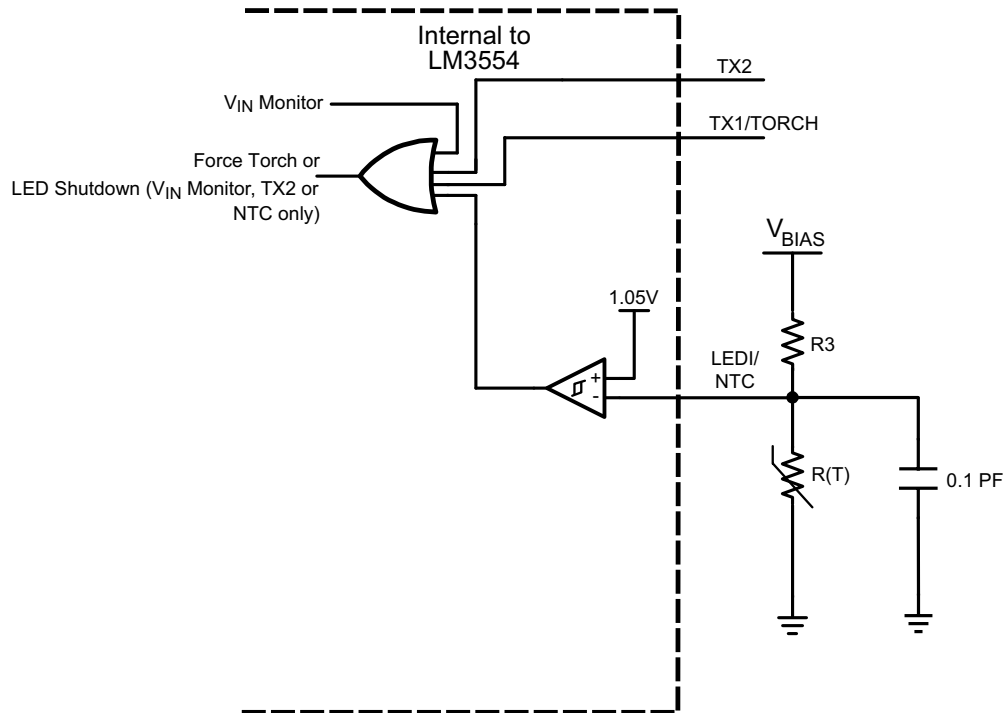 Internal to
LM3554
TX2
V_IN Monitor
TX1/TORCH
Force Torch or
LED Shutdown (V_IN Monitor, TX2 or
NTC only)
V_BIAS
1.05V
R3
LEDI/
NTC
+
-
R(T)
0.1 PF